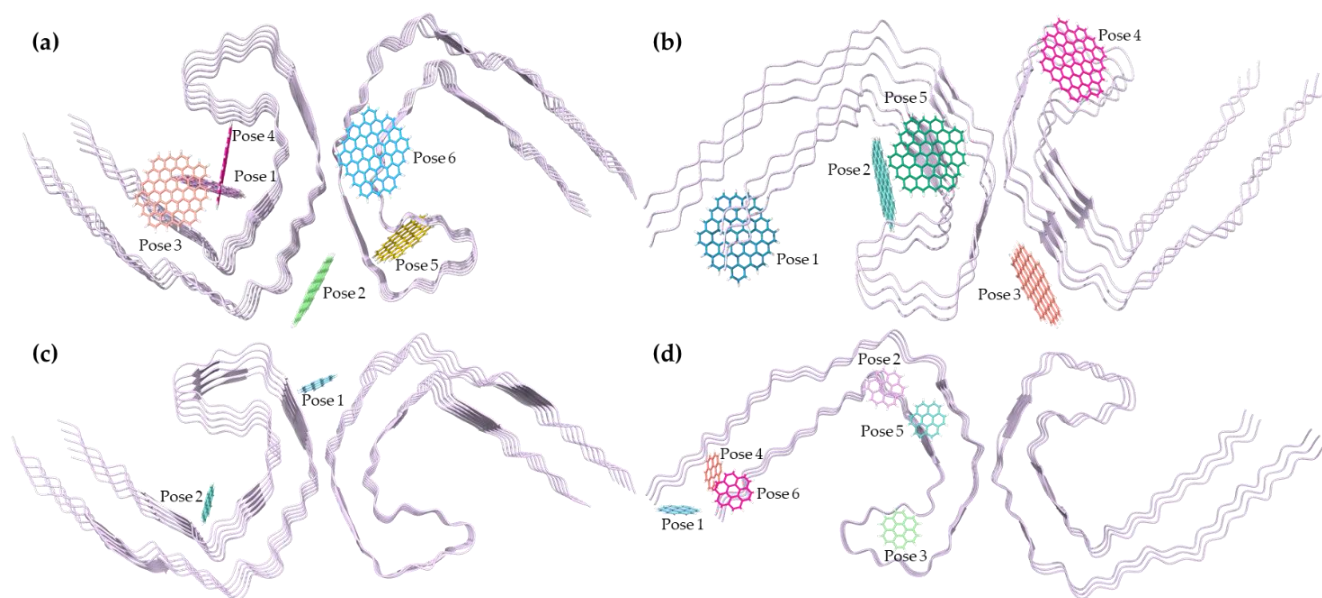 (a)
Pose 4
Pose 1
Pose 3
Pose 6
Pose 5
Pose 2
(b)
Pose 4
Pose 5
Pose 2
Pose 1
Pose 3
(c)
Pose 1
Pose 2
(d)
Pose 2
Pose 5
Pose 4
Pose 6
Pose 1
Pose 3